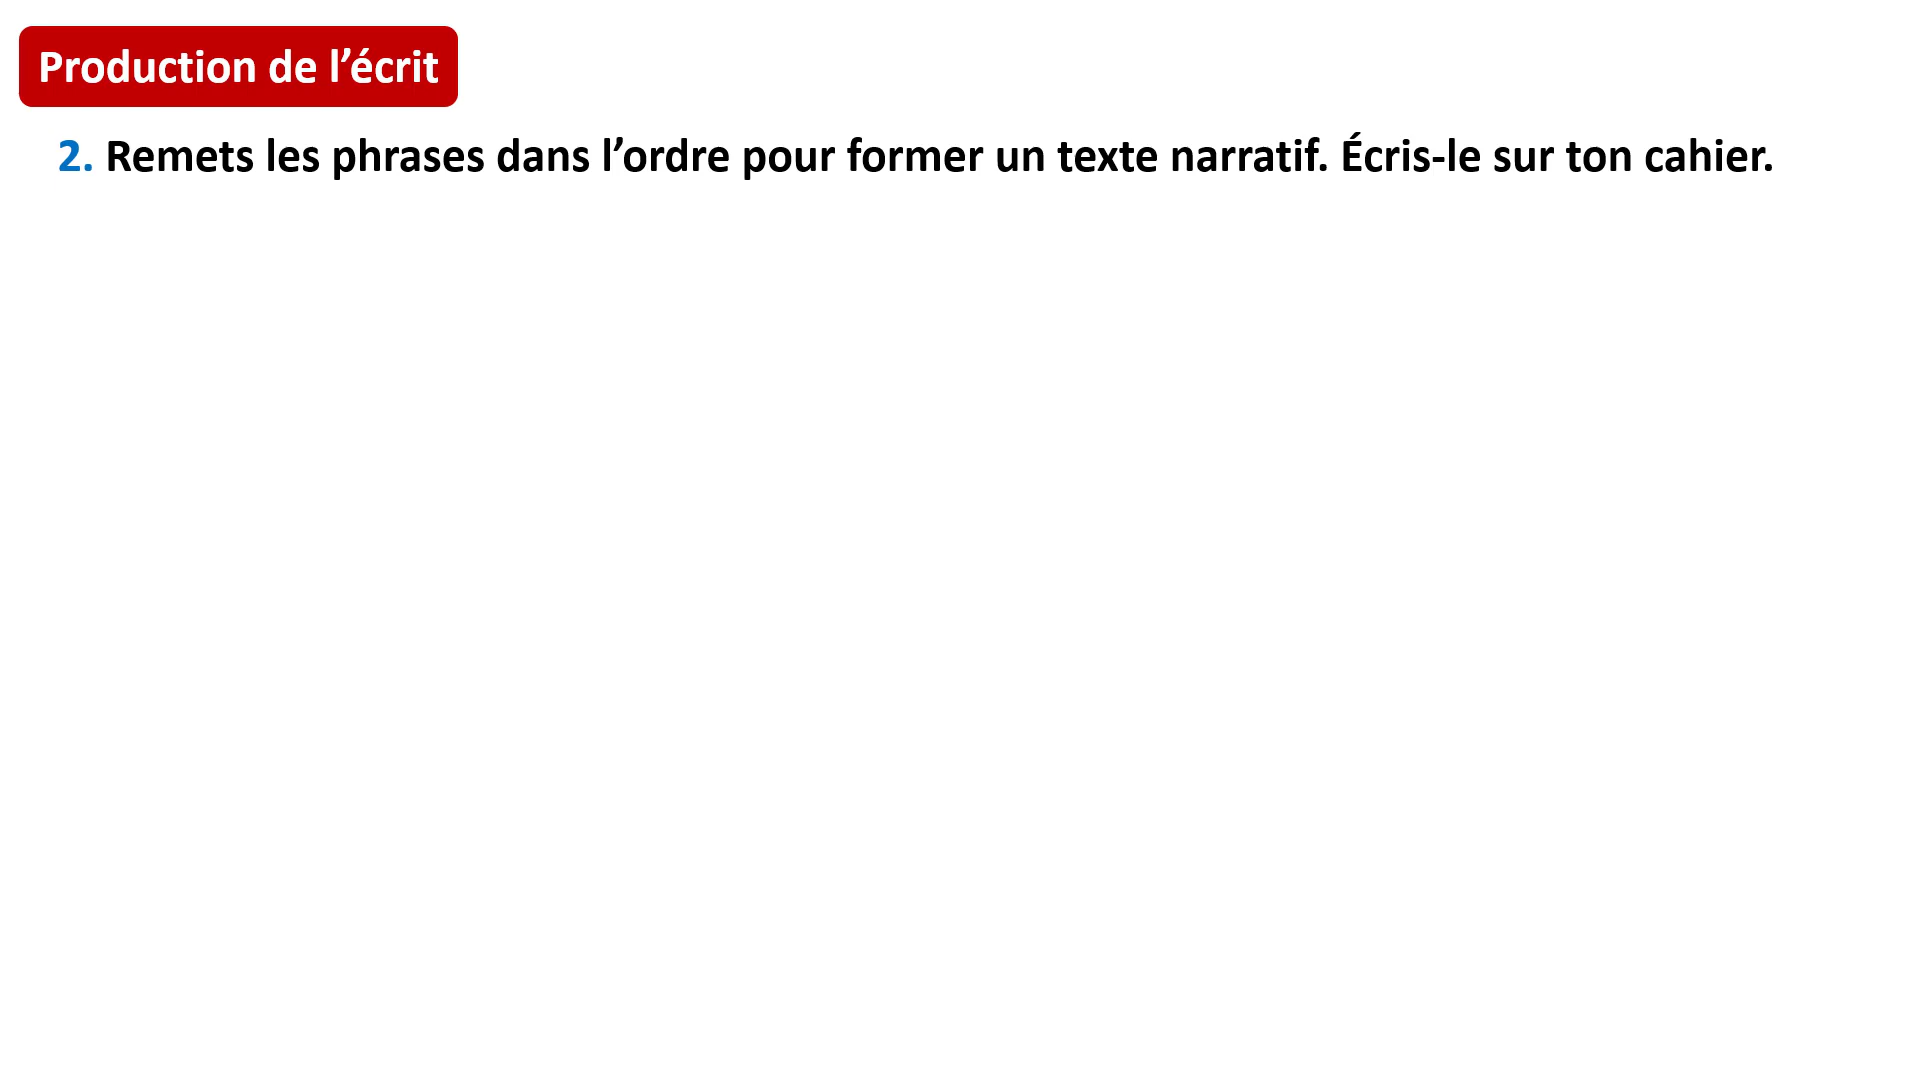 Production de l’écrit
2. Remets les phrases dans l’ordre pour former un texte narratif. Écris-le sur ton cahier.